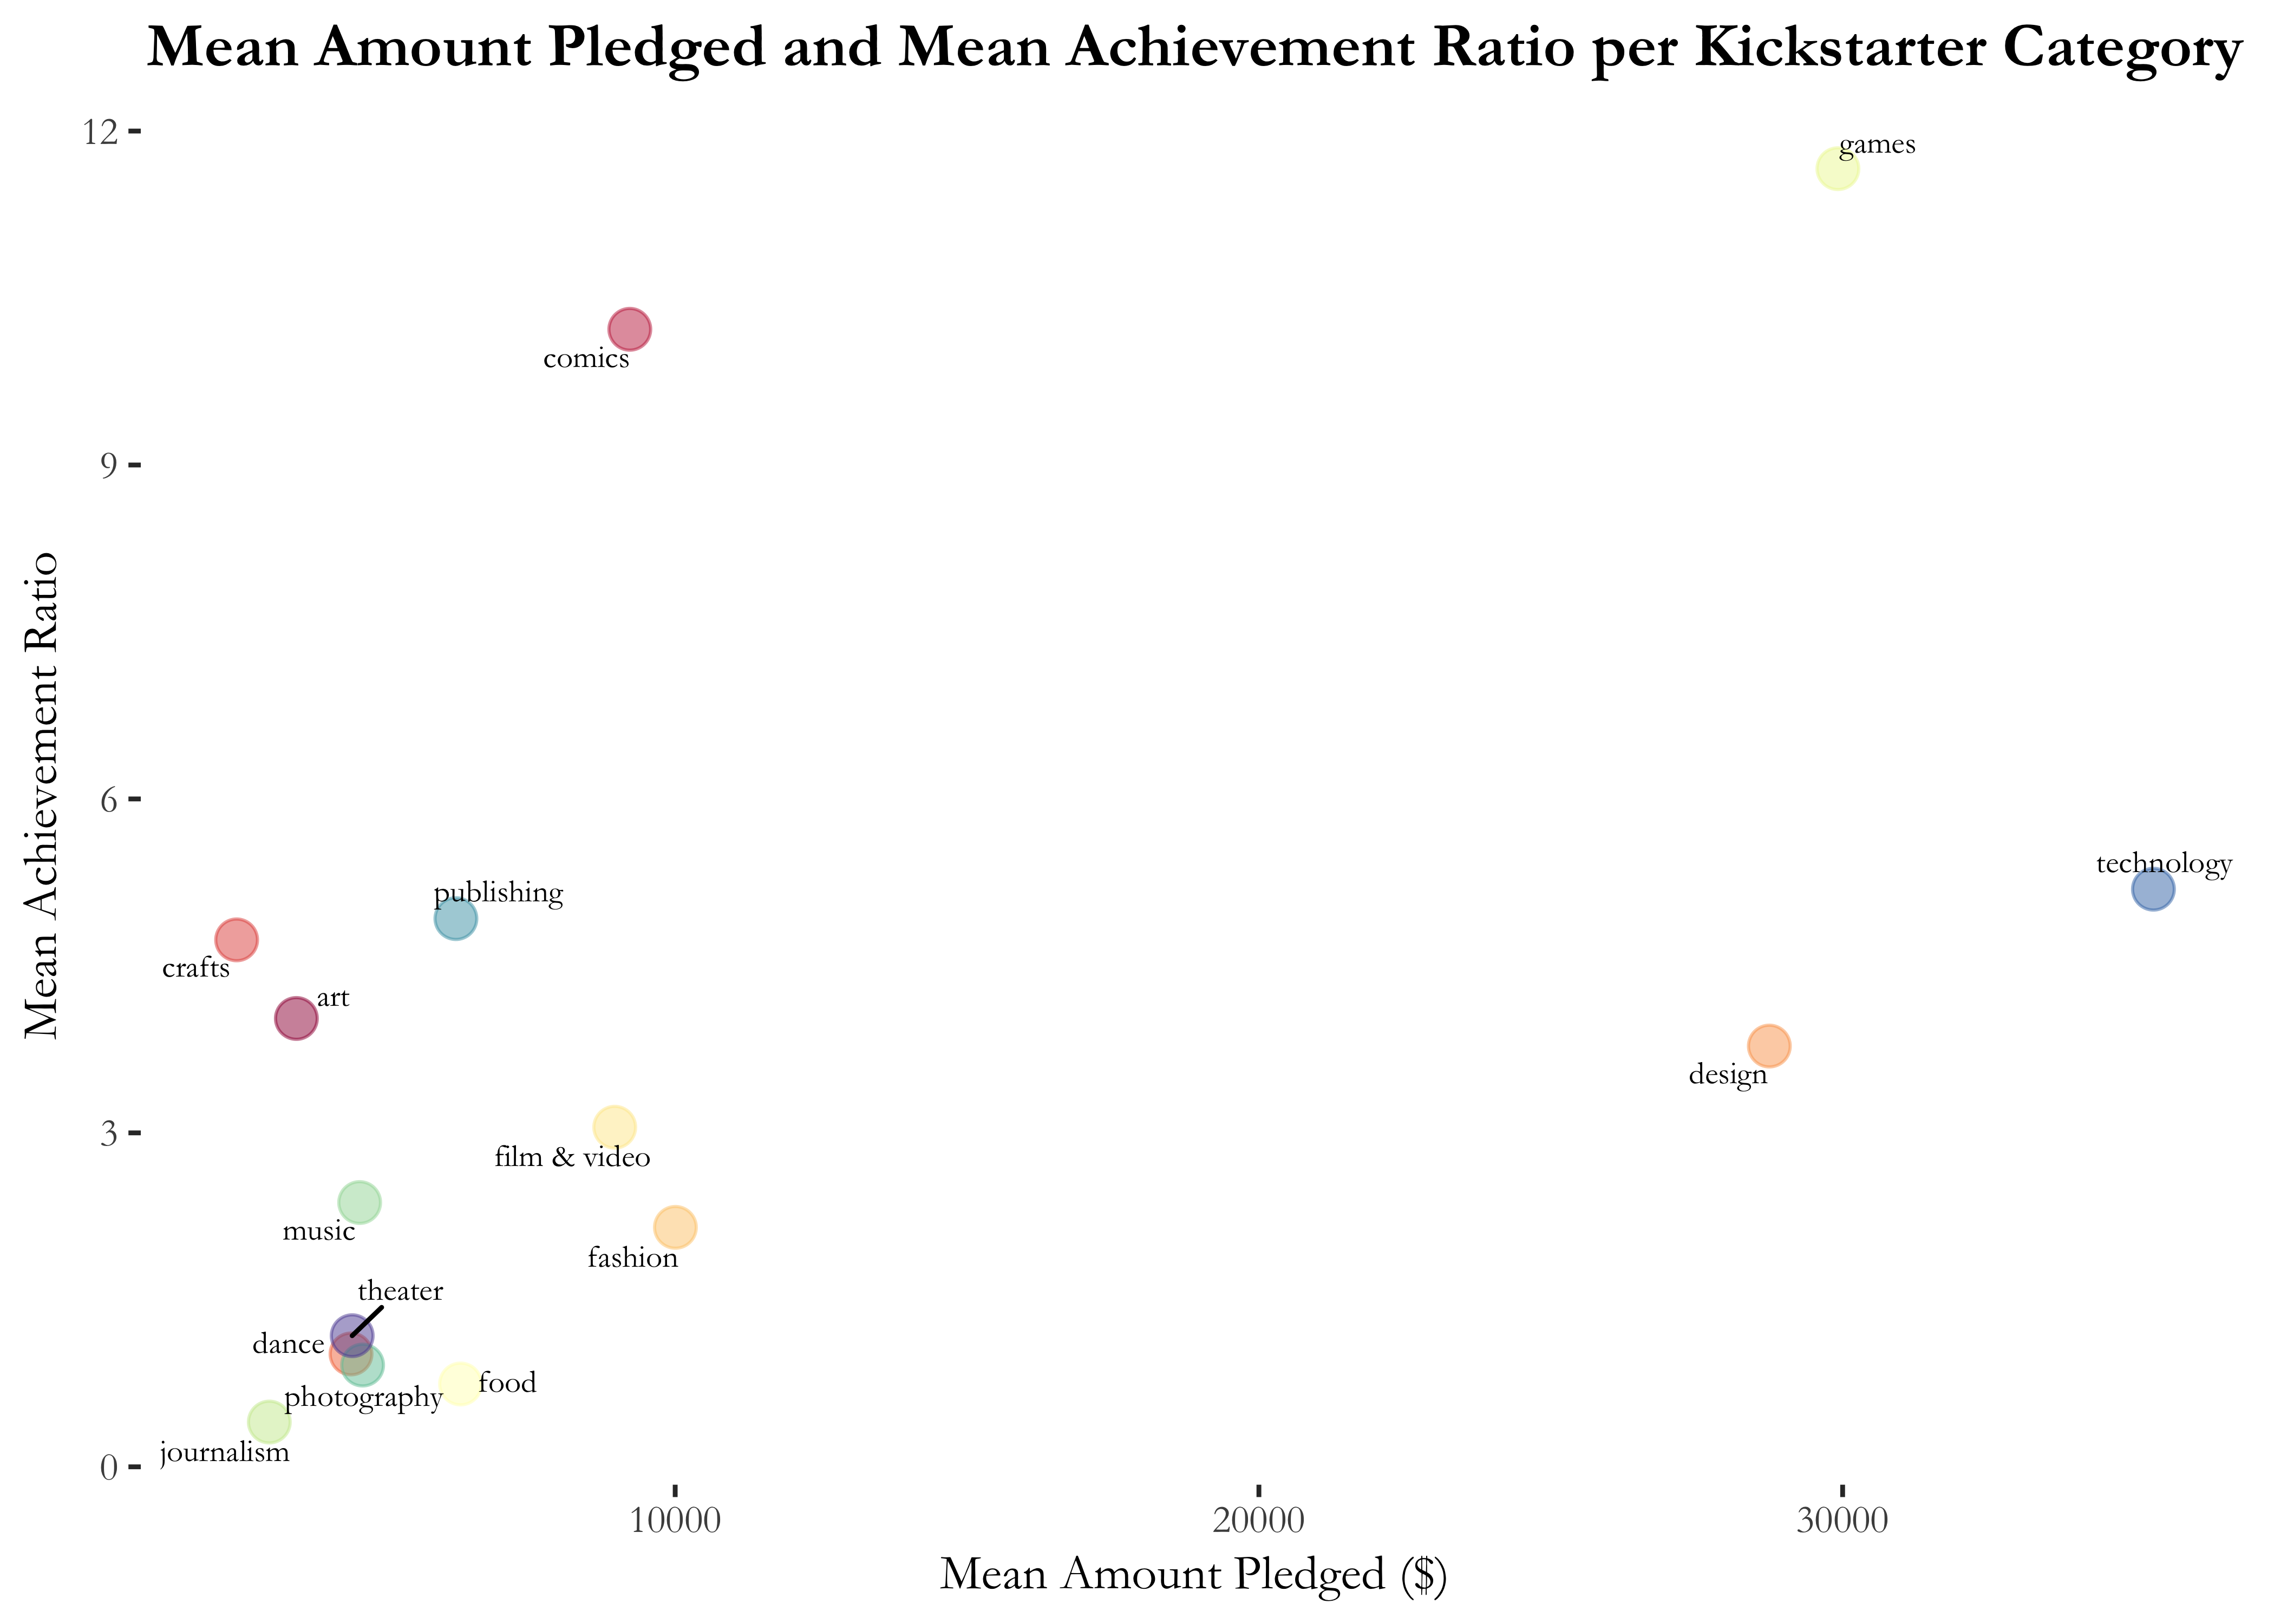 Mean Amount Pledged and Mean Achievement Ratio per Kickstarter Category
12
games
comics
9
Mean Achievement Ratio
6
technology
publishing
crafts
art
design
3
film & video
music
fashion
theater
dance
food
photography
journalism
0
10000
20000
30000
Mean Amount Pledged ($)